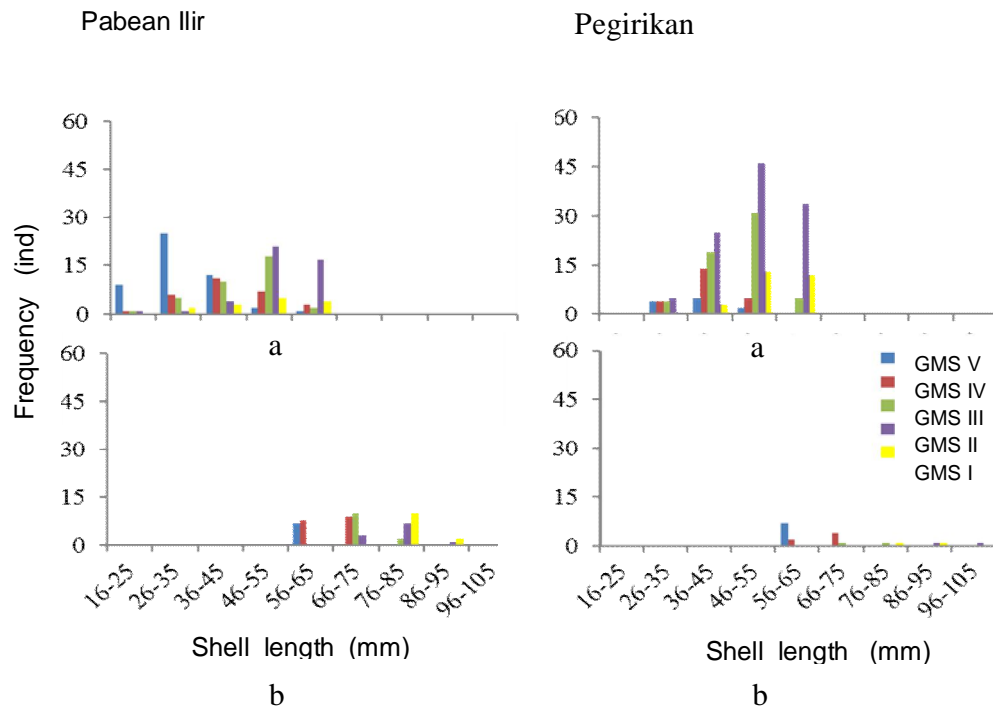 Pabean Ilir
Pegirikan
Frequency (ind)
60
45
30
15
0
a
60
45
30
15
0
a
60
45
30
15
0
16-25
26-35
36-45
46-55
56-65
66-75
76-85
86-95
96-105
Shell length (mm)
b
60
45
30
15
0
GMS V
GMS IV
GMS III
GMS II
GMS I
16-25
26-35
36-45
46-55
56-65
66-75
76-85
86-95
96-105
Shell length (mm)
b